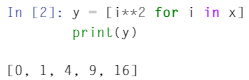 In [2]: y = [i**2 for i in x]
print(y)
[0, 1, 4, 9, 16]